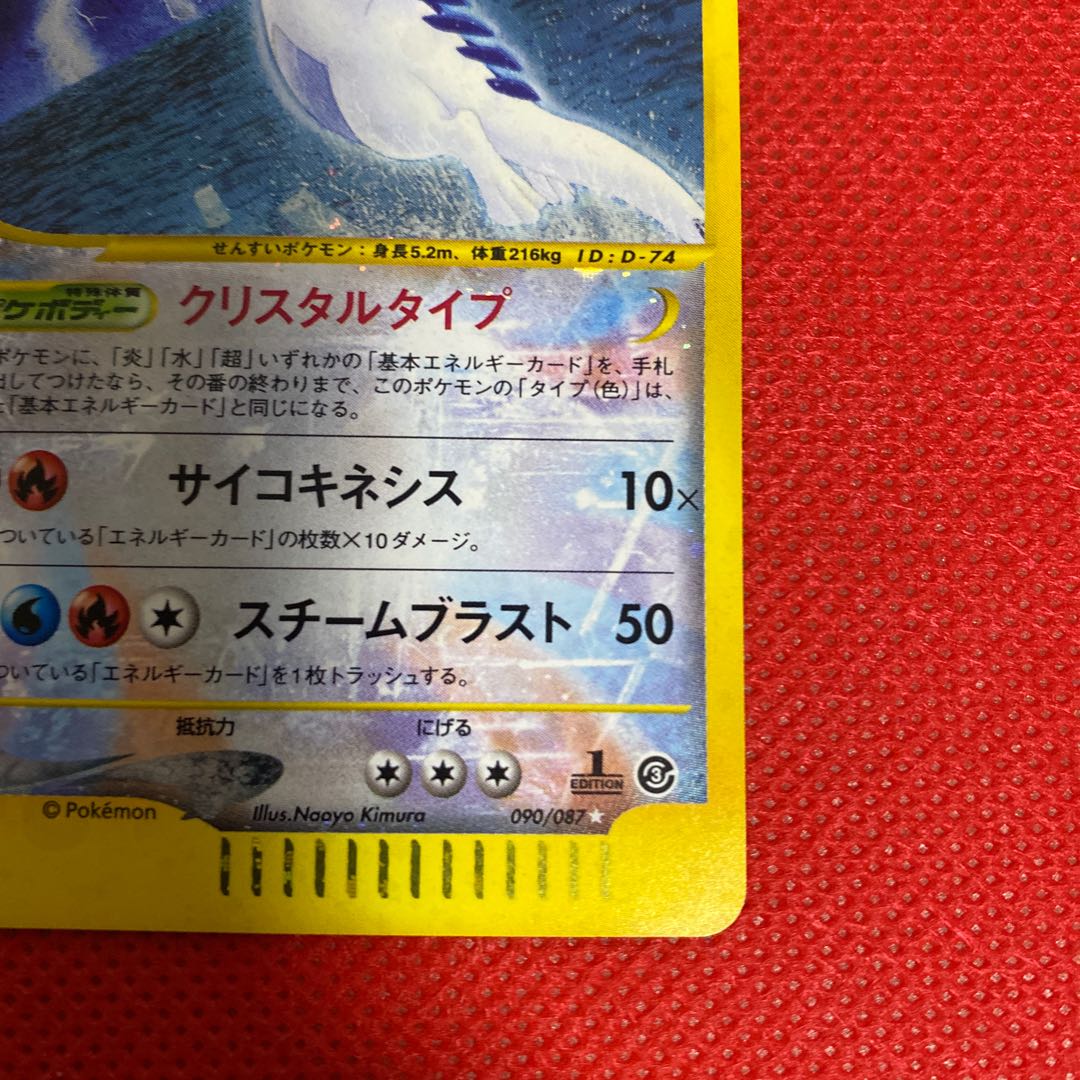 せんすいポケモン：身長5.2m、体重216kg ID:D-74
特殊体質
ポケボディー クリスタルタイプ
ポケモンに、「炎」「水」「超」いずれかの「基本エネルギーカード」を、手札
出してつけたなら、その番の終わりまで、このポケモンの「タイプ（色）」は、
「基本エネルギーカード」と同じになる。
サイコキネシス 10×
ついている「エネルギーカード」の枚数×10ダメージ。
スチームブラスト 50
ついている「エネルギーカード」を1枚トラッシュする。
抵抗力 にげる
1
EDITION 3
© Pokémon Illus.Naoyo Kimura 090/087★